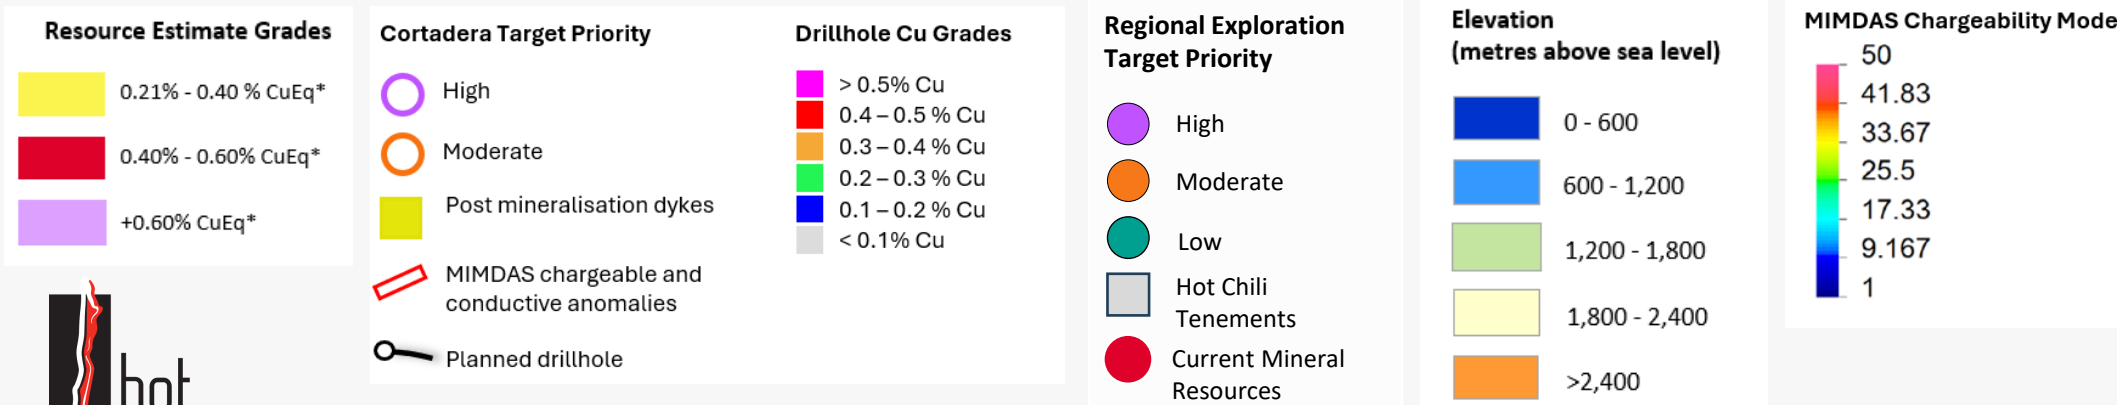 Resource Estimate Grades
0.21% - 0.40 % CuEq*
0.40% - 0.60% CuEq*
+0.60% CuEq*
hot
Cortadera Target Priority
High
Moderate
Post mineralisation dykes
MIMDAS chargeable and
conductive anomalies
Planned drillhole
Drillhole Cu Grades
> 0.5% Cu
0.4 – 0.5 % Cu
0.3 – 0.4 % Cu
0.2 – 0.3 % Cu
0.1 – 0.2 % Cu
< 0.1% Cu
Regional Exploration
Target Priority
High
Moderate
Low
Hot Chili
Tenements
Current Mineral
Resources
Elevation
(metres above sea level)
0 - 600
600 - 1,200
1,200 - 1,800
1,800 - 2,400
>2,400
MIMDAS Chargeability Mode
50
41.83
33.67
25.5
17.33
9.167
1